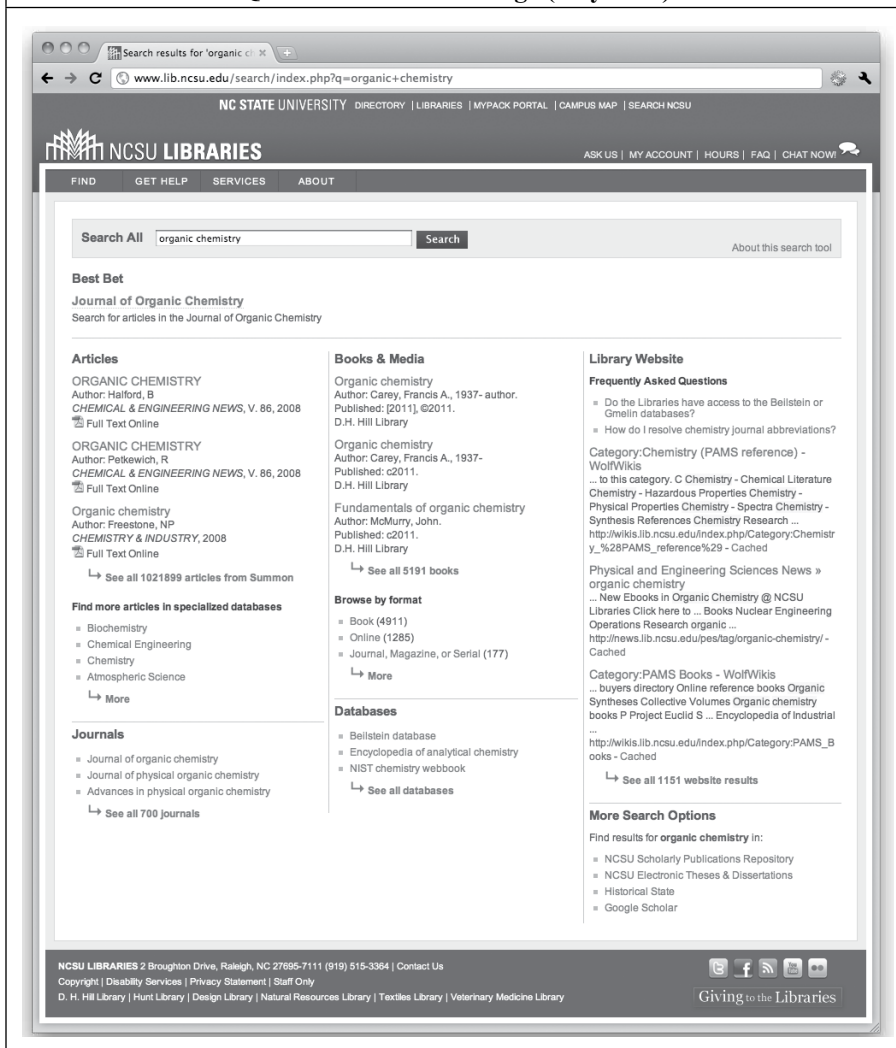 Search results for 'organic ch
www.lib.ncsu.edu/search/index.php?q=organic+chemistry
NC STATE UNIVERSITY DIRECTORY | LIBRARIES | MYPACK PORTAL | CAMPUS MAP | SEARCH NCSU
NCSU LIBRARIES
ASK US | MY ACCOUNT | HOURS | FAQ | CHAT NOW!
FIND GET HELP SERVICES ABOUT
Search All organic chemistry Search
About this search tool
Best Bet
Journal of Organic Chemistry
Search for articles in the Journal of Organic Chemistry
Articles
ORGANIC CHEMISTRY
Author: Halford, B
CHEMICAL & ENGINEERING NEWS, V. 86, 2008
Full Text Online
ORGANIC CHEMISTRY
Author: Petkewich, R
CHEMICAL & ENGINEERING NEWS, V. 86, 2008
Full Text Online
Organic chemistry
Author: Freestone, NP
CHEMISTRY & INDUSTRY, 2008
Full Text Online
See all 1021899 articles from Summon
Find more articles in specialized databases
Biochemistry
Chemical Engineering
Chemistry
Atmospheric Science
More
Journals
Journal of organic chemistry
Journal of physical organic chemistry
Advances in physical organic chemistry
See all 700 journals
Books & Media
Organic chemistry
Author: Carey, Francis A., 1937- author.
Published: [2011], ©2011.
D.H. Hill Library
Organic chemistry
Author: Carey, Francis A., 1937-
Published: c2011.
D.H. Hill Library
Fundamentals of organic chemistry
Author: McMurry, John.
Published: c2011.
D.H. Hill Library
See all 5191 books
Browse by format
Book (4911)
Online (1285)
Journal, Magazine, or Serial (177)
More
Databases
Beilstein database
Encyclopedia of analytical chemistry
NIST chemistry webbook
See all databases
Library Website
Frequently Asked Questions
Do the Libraries have access to the Beilstein or
Gmelin databases?
How do I resolve chemistry journal abbreviations?
Category:Chemistry (PAMS reference) -
WolfWikis
... to this category. C Chemistry - Chemical Literature
Chemistry - Hazardous Properties Chemistry -
Physical Properties Chemistry - Spectra Chemistry -
Synthesis References Chemistry Research ...
http://wikis.lib.ncsu.edu/index.php/Category:Chemistr
y_%28PAMS_reference%29 - Cached
Physical and Engineering Sciences News »
organic chemistry
... New Ebooks in Organic Chemistry @ NCSU
Libraries Click here to ... Books Nuclear Engineering
Operations Research organic ...
http://news.lib.ncsu.edu/pes/tag/organic-chemistry/ -
Cached
Category:PAMS Books - WolfWikis
... buyers directory Online reference books Organic
Syntheses Collective Volumes Organic chemistry
books P Project Euclid S ... Encyclopedia of Industrial
...
http://wikis.lib.ncsu.edu/index.php/Category:PAMS_B
ooks - Cached
See all 1151 website results
More Search Options
Find results for organic chemistry in:
NCSU Scholarly Publications Repository
NCSU Electronic Theses & Dissertations
Historical State
Google Scholar
NCSU LIBRARIES 2 Broughton Drive, Raleigh, NC 27695-7111 (919) 515-3364 | Contact Us
Copyright | Disability Services | Privacy Statement | Staff Only
D. H. Hill Library | Hunt Library | Design Library | Natural Resources Library | Textiles Library | Veterinary Medicine Library
Giving to the Libraries